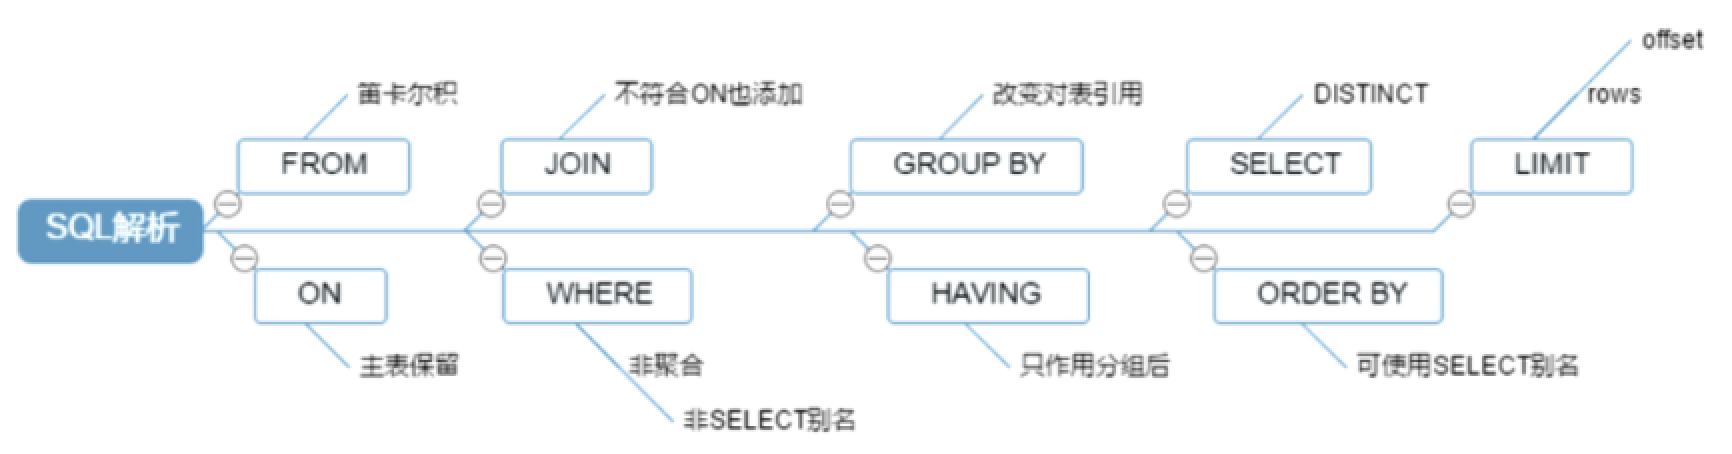 offset
笛卡尔积
不符合ON也添加
改变对表引用
DISTINCT
rows
FROM
JOIN
GROUP BY
SELECT
LIMIT
SQL解析
ON
WHERE
HAVING
ORDER BY
主表保留
非聚合
只作用分组后
可使用SELECT别名
非SELECT别名